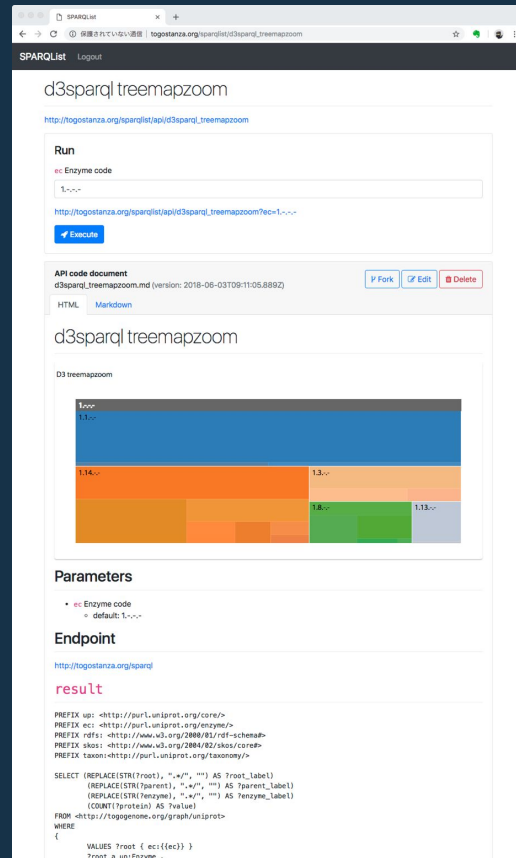 SPARQList
保護されていない通信 | togostanza.org/sparqlist/d3sparql_treemapzoom
SPARQList Logout
d3sparql treemapzoom
http://togostanza.org/sparqlist/api/d3sparql_treemapzoom
Run
ec Enzyme code
1.-.-.-
http://togostanza.org/sparqlist/api/d3sparql_treemapzoom?ec=1.-.-.-
Execute
API code document
d3sparql_treemapzoom.md (version: 2018-06-03T09:11:05.889Z)
Fork Edit Delete
HTML Markdown
d3sparql treemapzoom
D3 treemapzoom
1.-.-.-
1.1.-.-
1.14.-.- 1.3.-.-
1.8.-.- 1.13.-.-
Parameters
ec Enzyme code
default: 1.-.-.-
Endpoint
http://togostanza.org/sparql
result
PREFIX up: <http://purl.uniprot.org/core/>
PREFIX ec: <http://purl.uniprot.org/enzyme/>
PREFIX rdfs: <http://www.w3.org/2000/01/rdf-schema#>
PREFIX skos: <http://www.w3.org/2004/02/skos/core#>
PREFIX taxon:<http://purl.uniprot.org/taxonomy/>
SELECT (REPLACE(STR(?root), ".*/", "") AS ?root_label)
(REPLACE(STR(?parent), ".*/", "") AS ?parent_label)
(REPLACE(STR(?enzyme), ".*/", "") AS ?enzyme_label)
(COUNT(?protein) AS ?value)
FROM <http://togogenome.org/graph/uniprot>
WHERE
{
VALUES ?root { ec:{{ec}} }
?root a up:Enzyme .